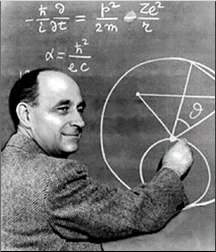 -ℏ/i ∂/∂t = p²/2m - Ze²/r
α = ℏ²/ec
ϑ